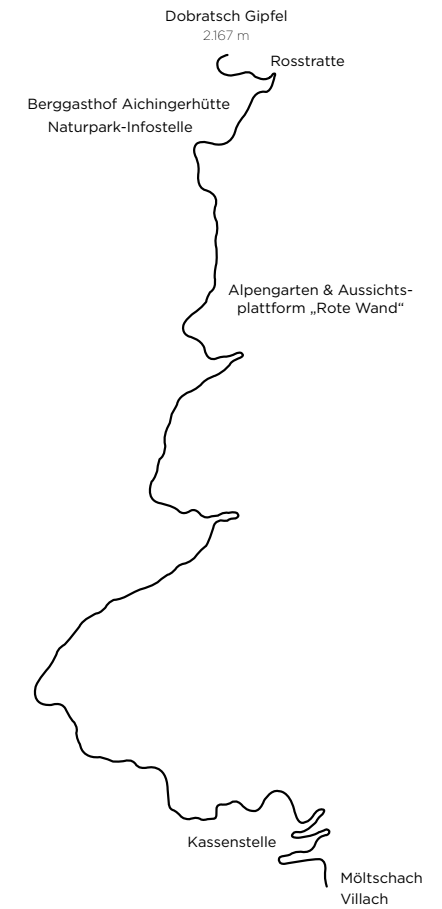 Dobratsch Gipfel
2.167 m
Rosstratte
Berggasthof Aichingerhütte
Naturpark-Infostelle
Alpengarten & Aussichts-
plattform „Rote Wand“
Kassenstelle
Möltschach
Villach